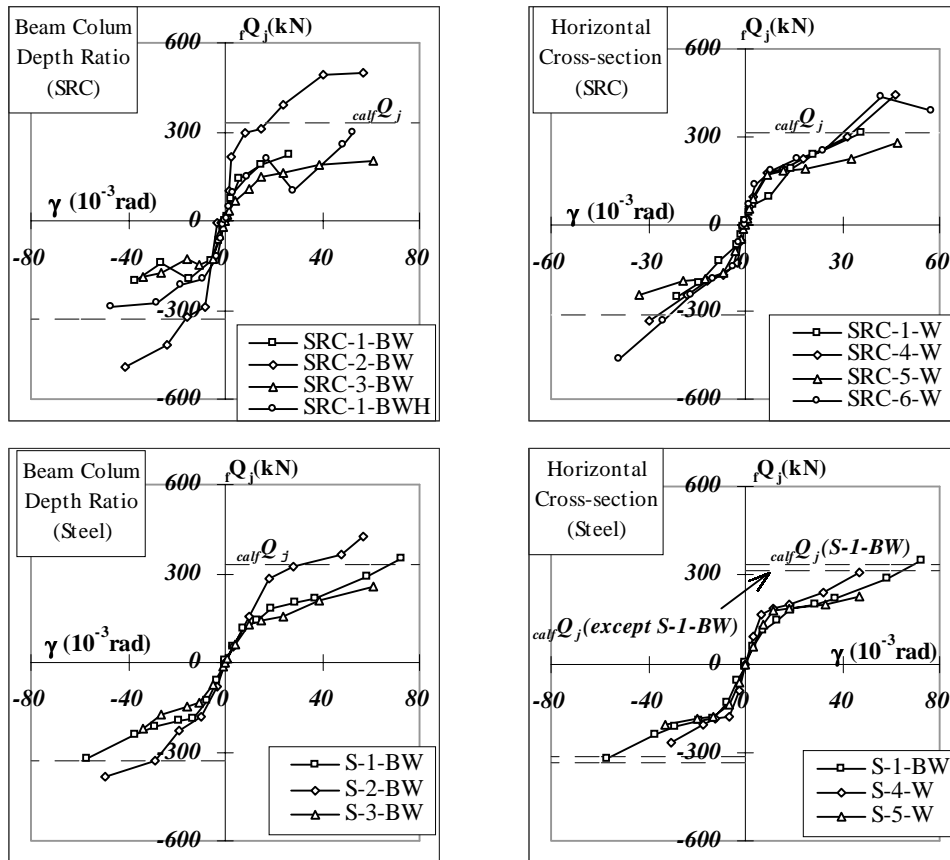 Beam Colum
Depth Ratio
(SRC)
fQj(kN)
600
300
calfQj
γ (10-3rad)
0
-80
-40
0
40
80
-300
-600
SRC-1-BW
SRC-2-BW
SRC-3-BW
SRC-1-BWH
Horizontal
Cross-section
(SRC)
fQj(kN)
600
calfQj
300
γ (10-3rad)
0
-60
-30
0
30
60
-300
-600
SRC-1-W
SRC-4-W
SRC-5-W
SRC-6-W
Beam Colum
Depth Ratio
(Steel)
fQj(kN)
600
calfQj
300
γ (10-3rad)
0
-80
-40
0
40
80
-300
-600
S-1-BW
S-2-BW
S-3-BW
Horizontal
Cross-section
(Steel)
fQj(kN)
600
calfQj(S-1-BW)
300
calfQj(except S-1-BW)
γ (10-3rad)
0
-80
-40
0
40
80
-300
-600
S-1-BW
S-4-W
S-5-W